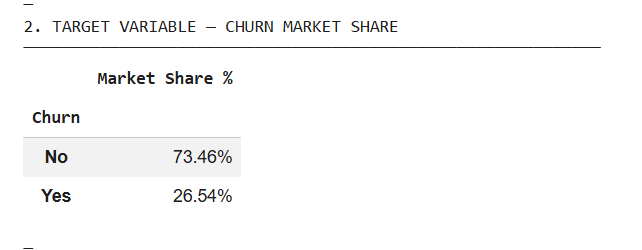 2. TARGET VARIABLE — CHURN MARKET SHARE
Market Share %
Churn
No 73.46%
Yes 26.54%